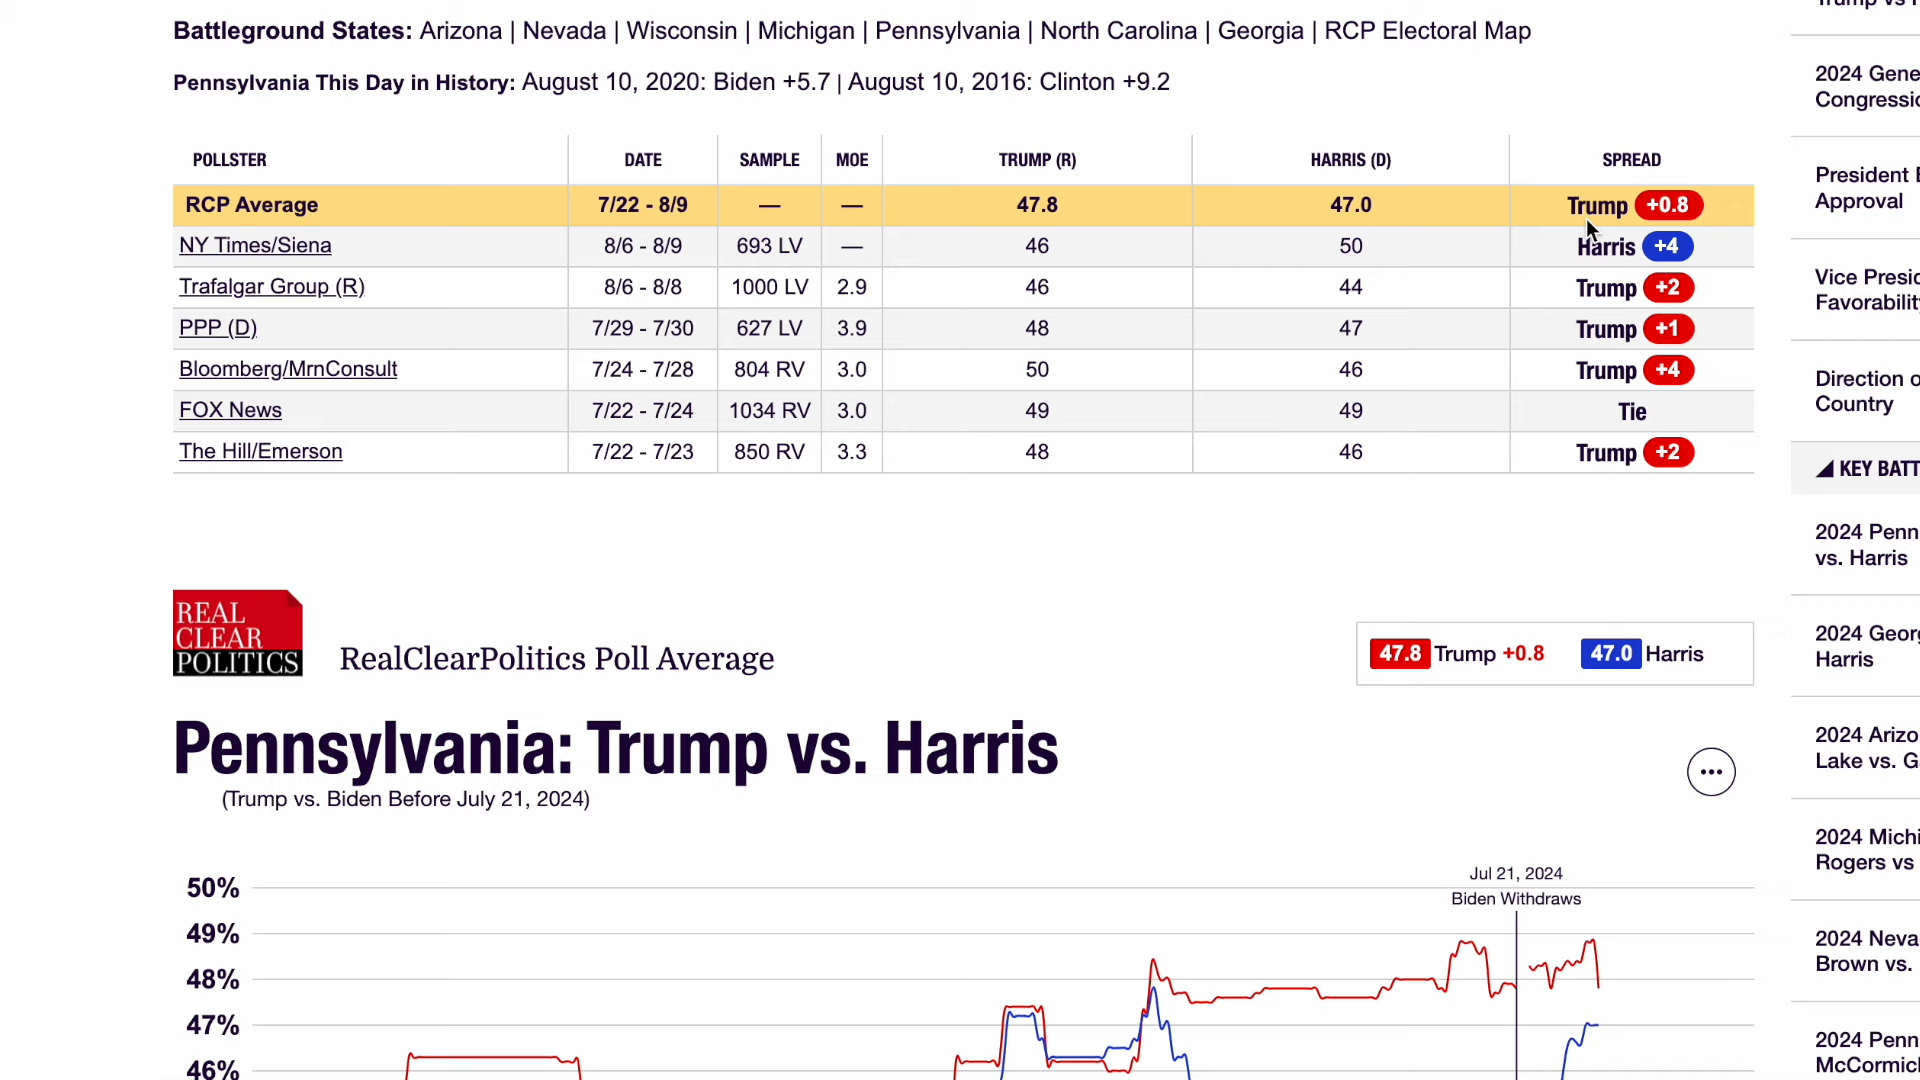 Battleground States: Arizona | Nevada | Wisconsin | Michigan | Pennsylvania | North Carolina | Georgia | RCP Electoral Map
Pennsylvania This Day in History: August 10, 2020: Biden +5.7 | August 10, 2016: Clinton +9.2
POLLSTER DATE SAMPLE MOE TRUMP (R) HARRIS (D) SPREAD
RCP Average 7/22 - 8/9 — — 47.8 47.0 Trump +0.8
NY Times/Siena 8/6 - 8/9 693 LV — 46 50 Harris +4
Trafalgar Group (R) 8/6 - 8/8 1000 LV 2.9 46 44 Trump +2
PPP (D) 7/29 - 7/30 627 LV 3.9 48 47 Trump +1
Bloomberg/MrnConsult 7/24 - 7/28 804 RV 3.0 50 46 Trump +4
FOX News 7/22 - 7/24 1034 RV 3.0 49 49 Tie
The Hill/Emerson 7/22 - 7/23 850 RV 3.3 48 46 Trump +2
REAL
CLEAR
POLITICS
RealClearPolitics Poll Average
47.8 Trump +0.8 47.0 Harris
Pennsylvania: Trump vs. Harris
(Trump vs. Biden Before July 21, 2024)
Jul 21, 2024
Biden Withdraws
50%
49%
48%
47%
46%
2024 Gene
Congressio
President B
Approval
Vice Presid
Favorability
Direction o
Country
KEY BATT
2024 Penn
vs. Harris
2024 Georg
Harris
2024 Arizo
Lake vs. Ga
2024 Michi
Rogers vs
2024 Neva
Brown vs.
2024 Penn
McCormick